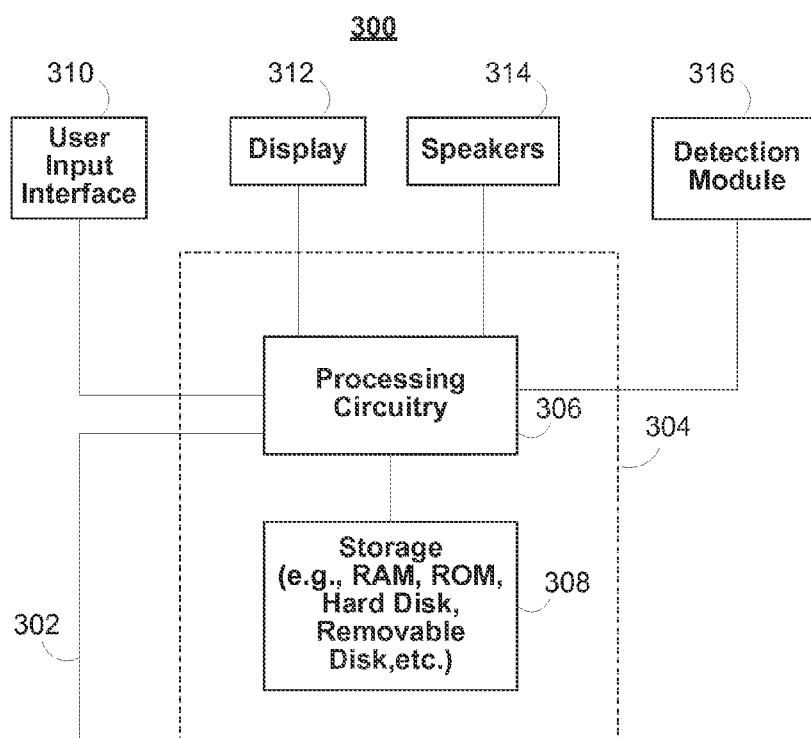 300
310
312
314
316
User
Input
Interface
Display
Speakers
Detection
Module
Processing
Circuitry
306
304
Storage
(e.g., RAM, ROM,
Hard Disk,
Removable
Disk,etc.)
308
302